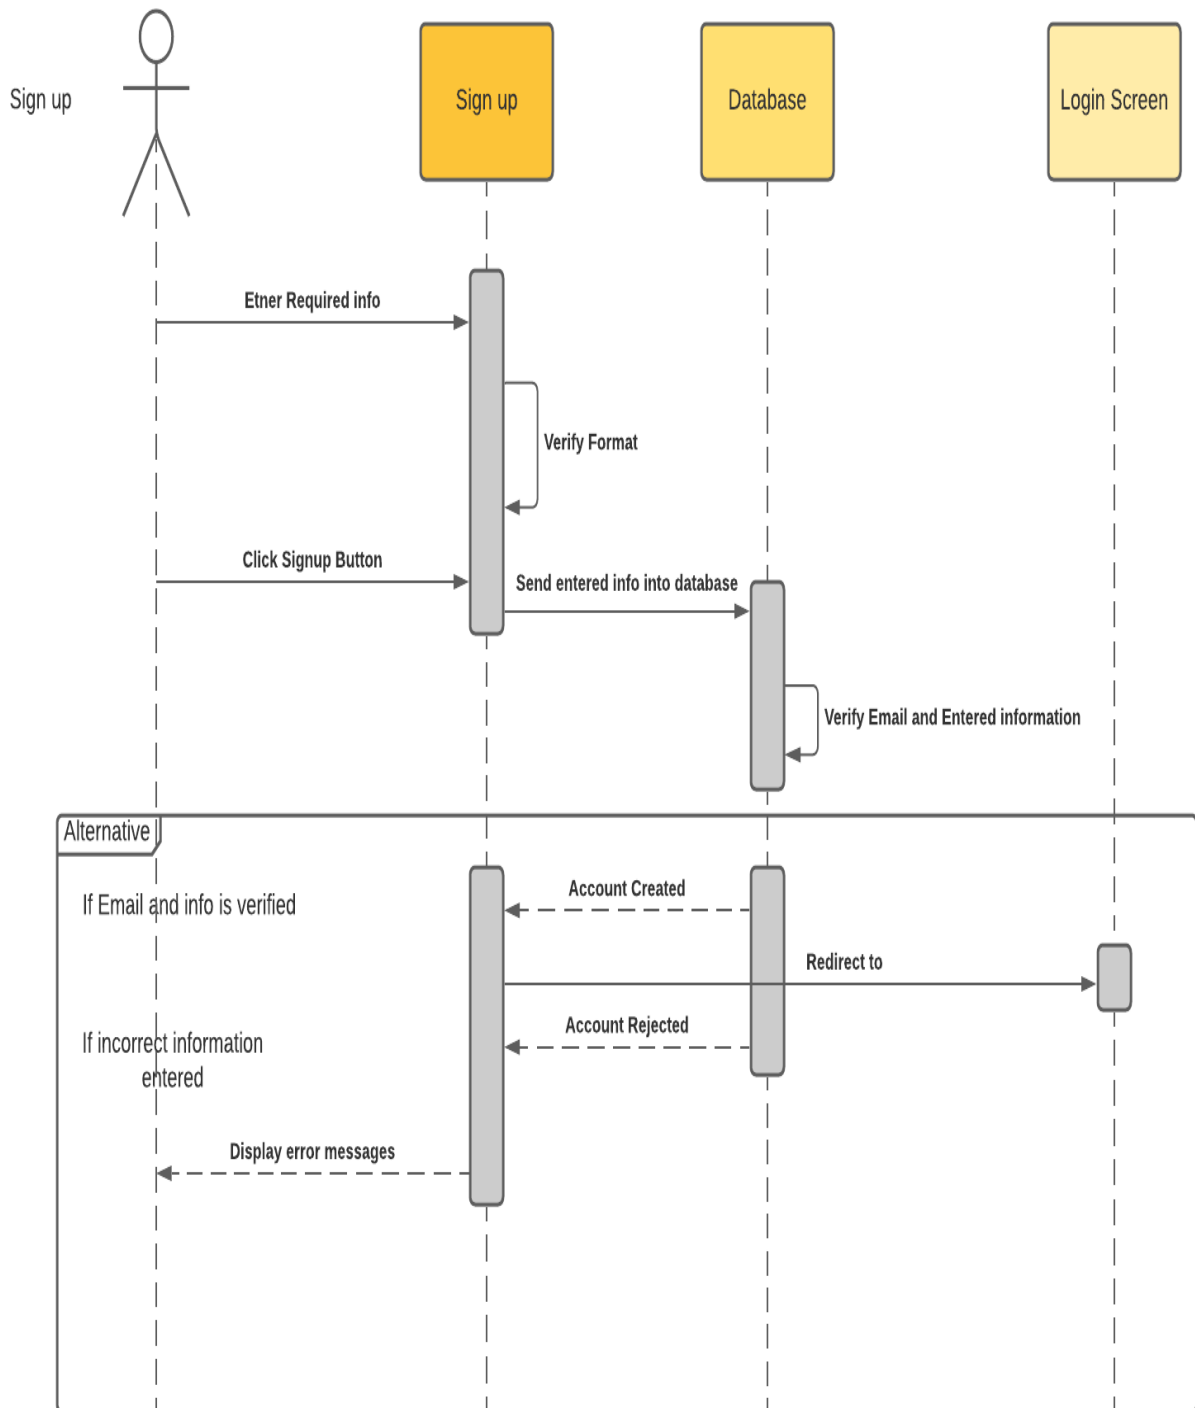 Sign up
Sign up
Database
Login Screen
Etner Required info
Verify Format
Click Signup Button
Send entered info into database
Verify Email and Entered information
Alternative
If Email and info is verified
Account Created
Redirect to
Account Rejected
If incorrect information
entered
Display error messages